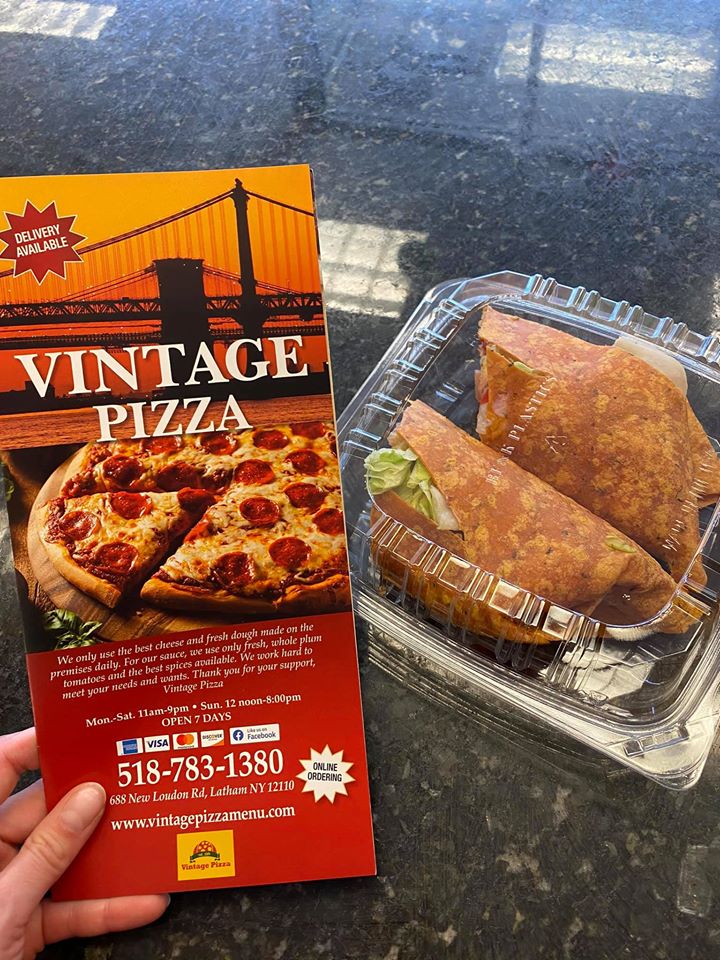 DELIVERY
AVAILABLE
VINTAGE
PIZZA
We only use the best cheese and fresh dough made on the
premises daily. For our sauce, we use only fresh, whole plum
tomatoes and the best spices available. We work hard to
meet your needs and wants. Thank you for your support,
Vintage Pizza
Mon.-Sat. 11am-9pm • Sun. 12 noon-8:00pm
OPEN 7 DAYS
VISA
DISCOVER
Like us on
Facebook
518-783-1380
688 New Loudon Rd, Latham NY 12110
ONLINE
ORDERING
www.vintagepizzamenu.com
Vintage Pizza
PLASTICS